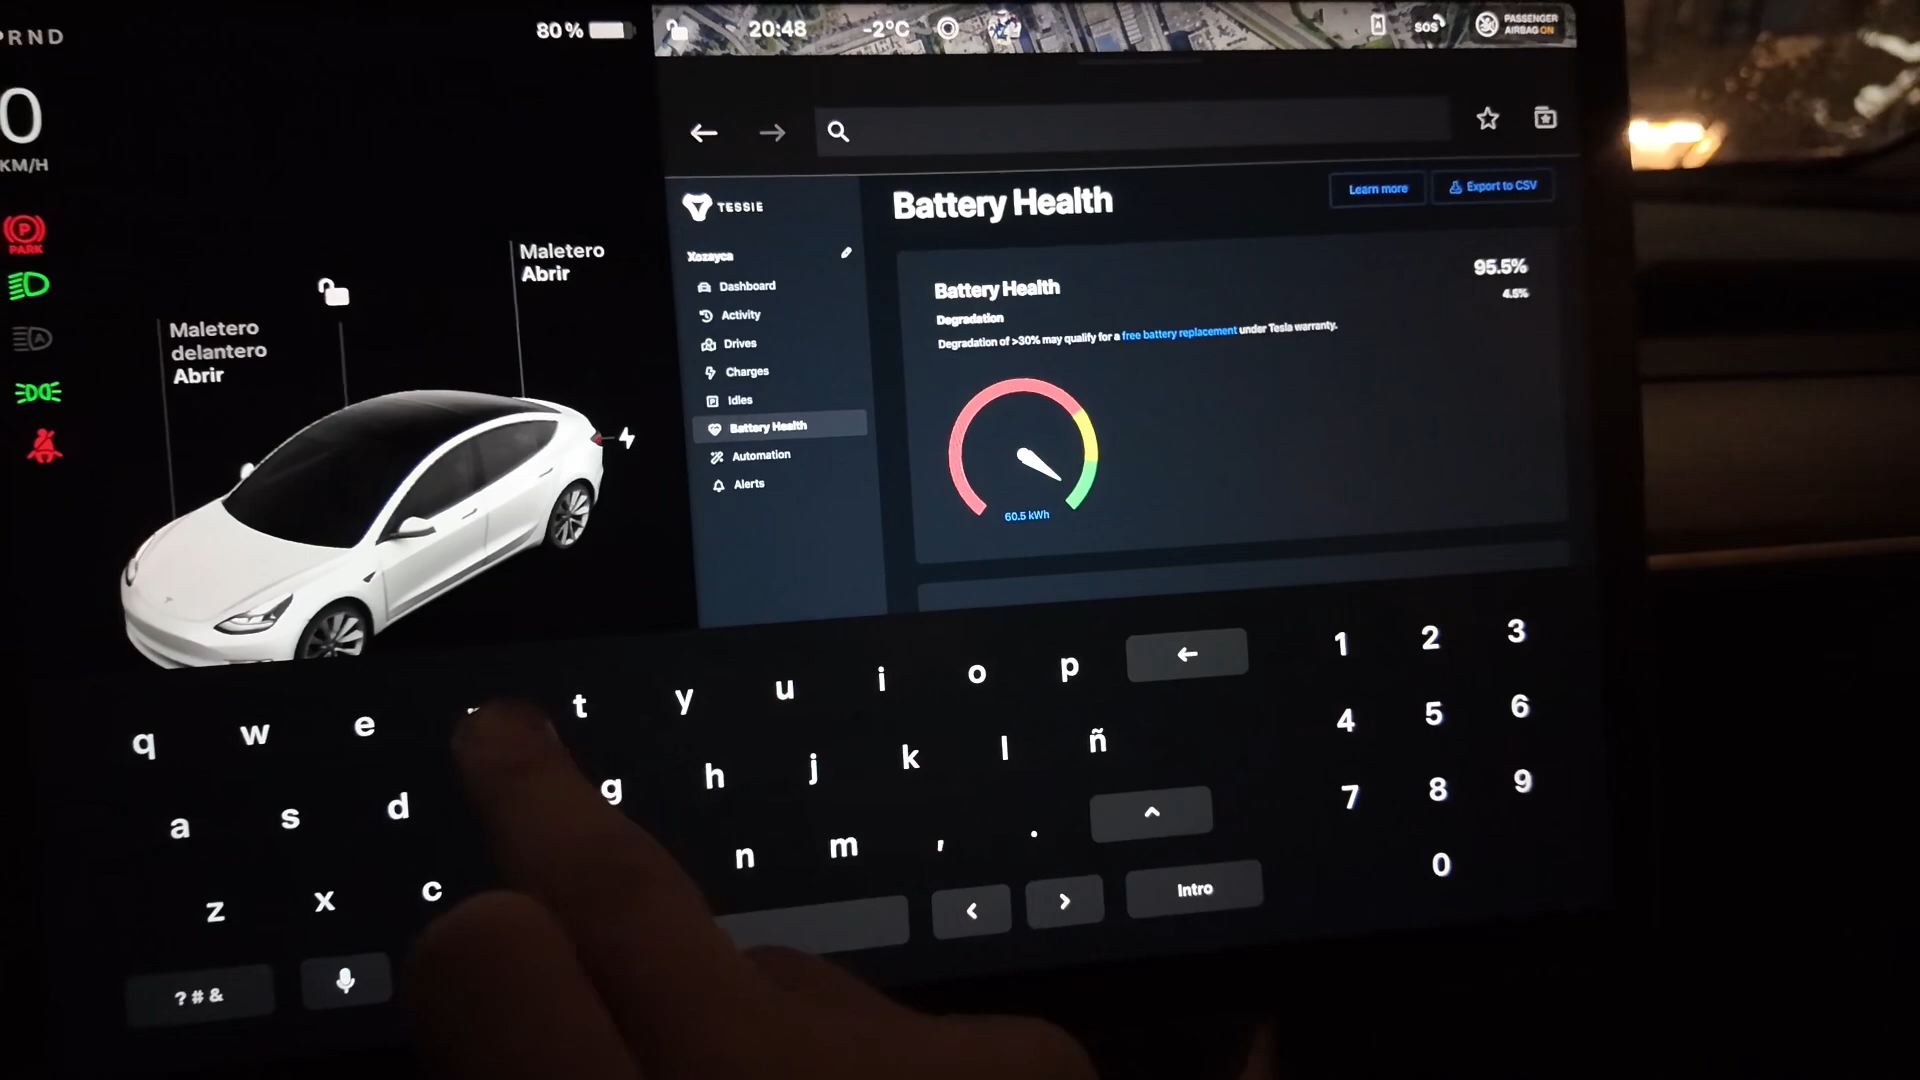 PRND
80%
0
KM/H
PARK
A
Maletero
delantero
Abrir
Maletero
Abrir
20:48
-2°C
SOS
PASSENGER
AIRBAG ON
TESSIE
Xozayca
Dashboard
Activity
Drives
Charges
Idles
Battery Health
Automation
Alerts
Battery Health
Learn more
Export to CSV
Battery Health
95.5%
Degradation
4.5%
Degradation of >30% may qualify for a free battery replacement under Tesla warranty.
60.5 kWh
q w e t y u i o p
1 2 3
a s d g h j k l ñ
4 5 6
z x c n m , .
7 8 9
?#& < > Intro
0